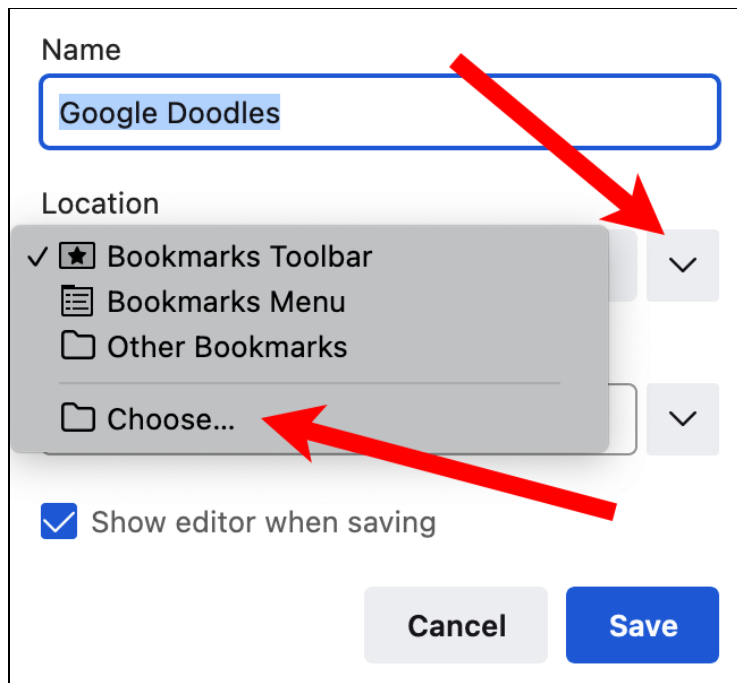 Name
Google Doodles
Location
Bookmarks Toolbar
Bookmarks Menu
Other Bookmarks
Choose...
Show editor when saving
Cancel Save